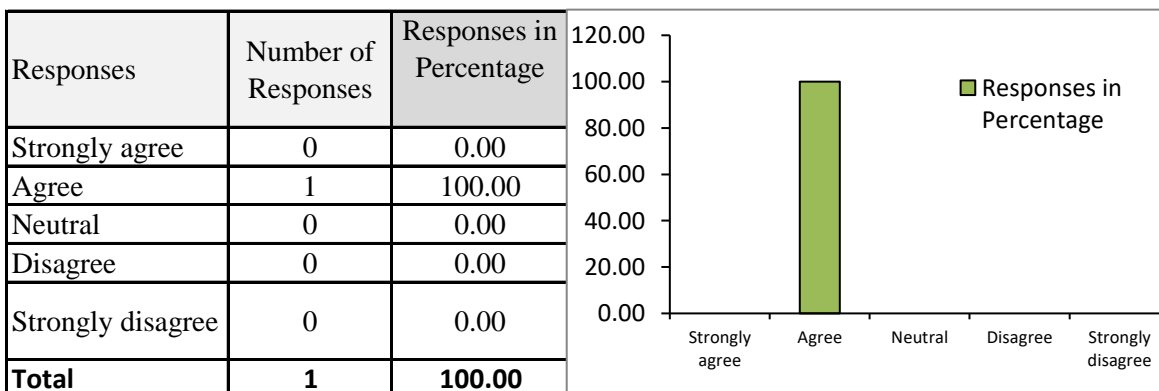 Responses
Number of
Responses
Responses in
Percentage
Strongly agree 0 0.00
Agree 1 100.00
Neutral 0 0.00
Disagree 0 0.00
Strongly disagree 0 0.00
Total 1 100.00
120.00
100.00
80.00
60.00
40.00
20.00
0.00
Strongly
agree
Agree
Neutral
Disagree
Strongly
disagree
Responses in
Percentage